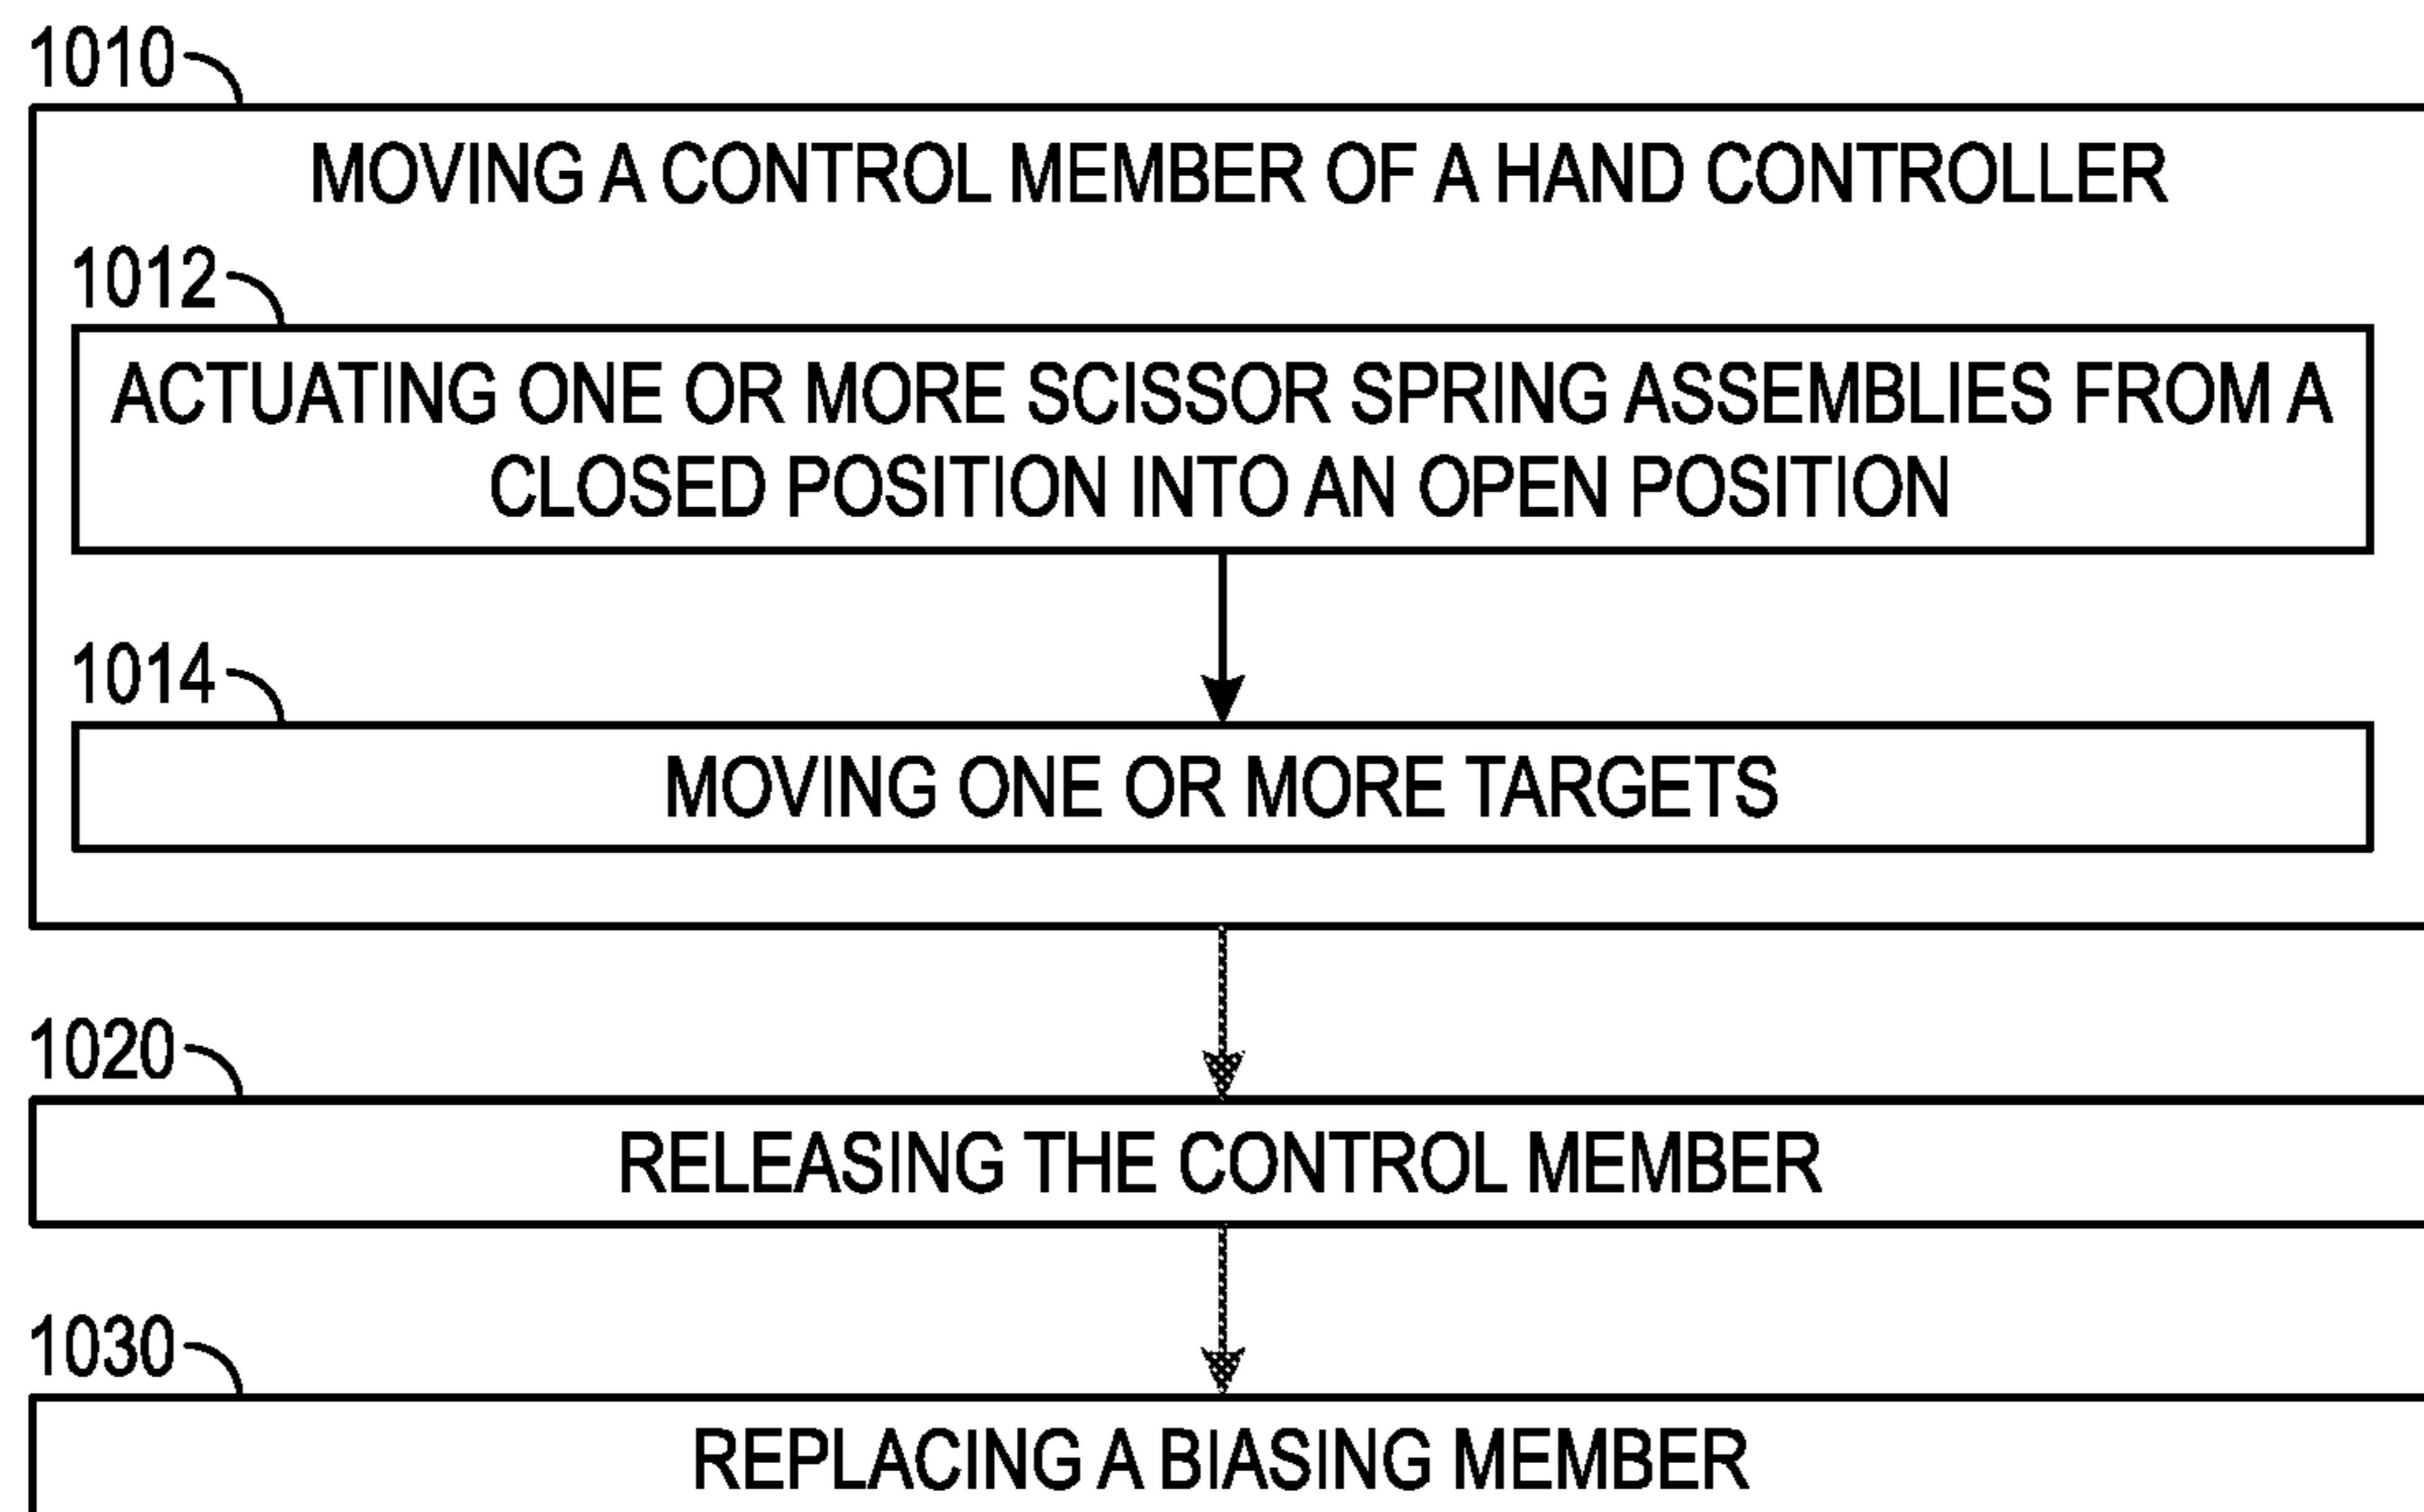 1010
MOVING A CONTROL MEMBER OF A HAND CONTROLLER
1012
ACTUATING ONE OR MORE SCISSOR SPRING ASSEMBLIES FROM A
CLOSED POSITION INTO AN OPEN POSITION
1014
MOVING ONE OR MORE TARGETS
1020
RELEASING THE CONTROL MEMBER
1030
REPLACING A BIASING MEMBER